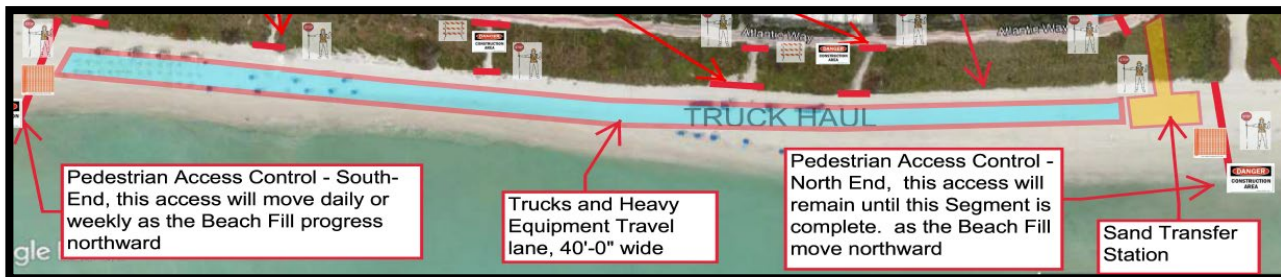 Atlantic Way
Atlantic Way
DANGER
CONSTRUCTION
AREA
DANGER
CONSTRUCTION
AREA
TRUCK HAUL
Pedestrian Access Control - South-
End, this access will move daily or
weekly as the Beach Fill progress
northward
Trucks and Heavy
Equipment Travel
lane, 40'-0" wide
Pedestrian Access Control -
North End, this access will
remain until this Segment is
complete. as the Beach Fill
move northward
DANGER
CONSTRUCTION
AREA
Sand Transfer
Station
gle